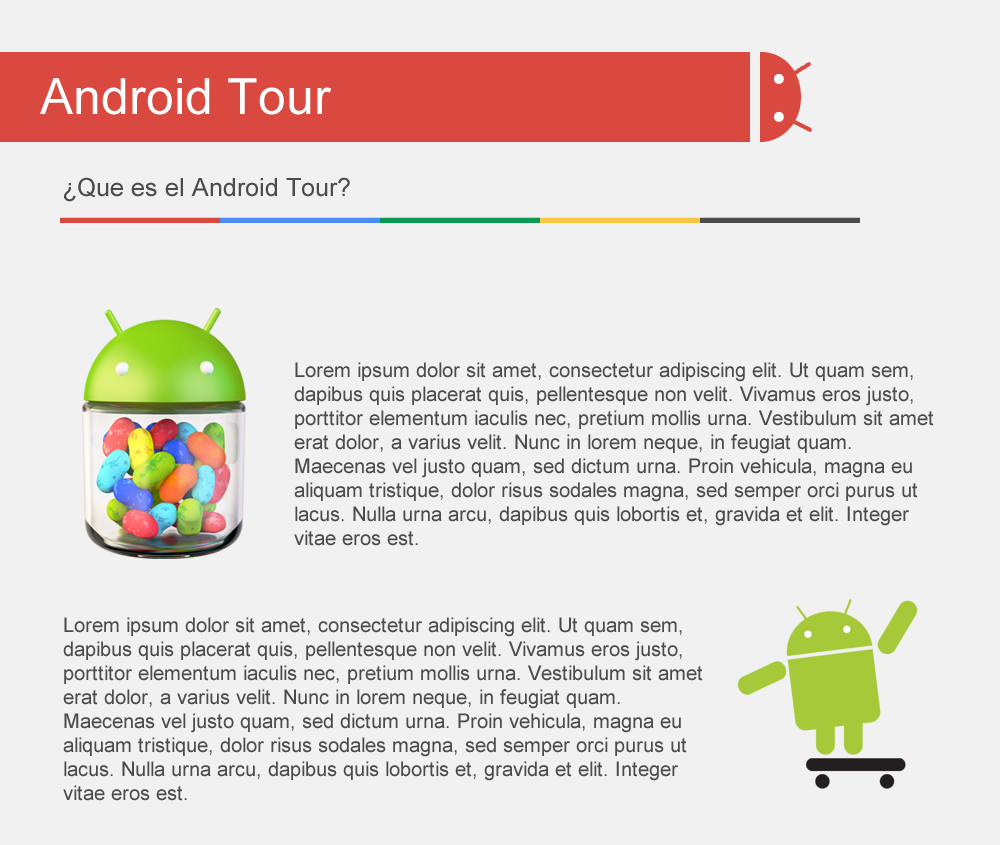 Android Tour
¿Que es el Android Tour?
Lorem ipsum dolor sit amet, consectetur adipiscing elit. Ut quam sem,
dapibus quis placerat quis, pellentesque non velit. Vivamus eros justo,
porttitor elementum iaculis nec, pretium mollis urna. Vestibulum sit amet
erat dolor, a varius velit. Nunc in lorem neque, in feugiat quam.
Maecenas vel justo quam, sed dictum urna. Proin vehicula, magna eu
aliquam tristique, dolor risus sodales magna, sed semper orci purus ut
lacus. Nulla urna arcu, dapibus quis lobortis et, gravida et elit. Integer
vitae eros est.
Lorem ipsum dolor sit amet, consectetur adipiscing elit. Ut quam sem,
dapibus quis placerat quis, pellentesque non velit. Vivamus eros justo,
porttitor elementum iaculis nec, pretium mollis urna. Vestibulum sit amet
erat dolor, a varius velit. Nunc in lorem neque, in feugiat quam.
Maecenas vel justo quam, sed dictum urna. Proin vehicula, magna eu
aliquam tristique, dolor risus sodales magna, sed semper orci purus ut
lacus. Nulla urna arcu, dapibus quis lobortis et, gravida et elit. Integer
vitae eros est.